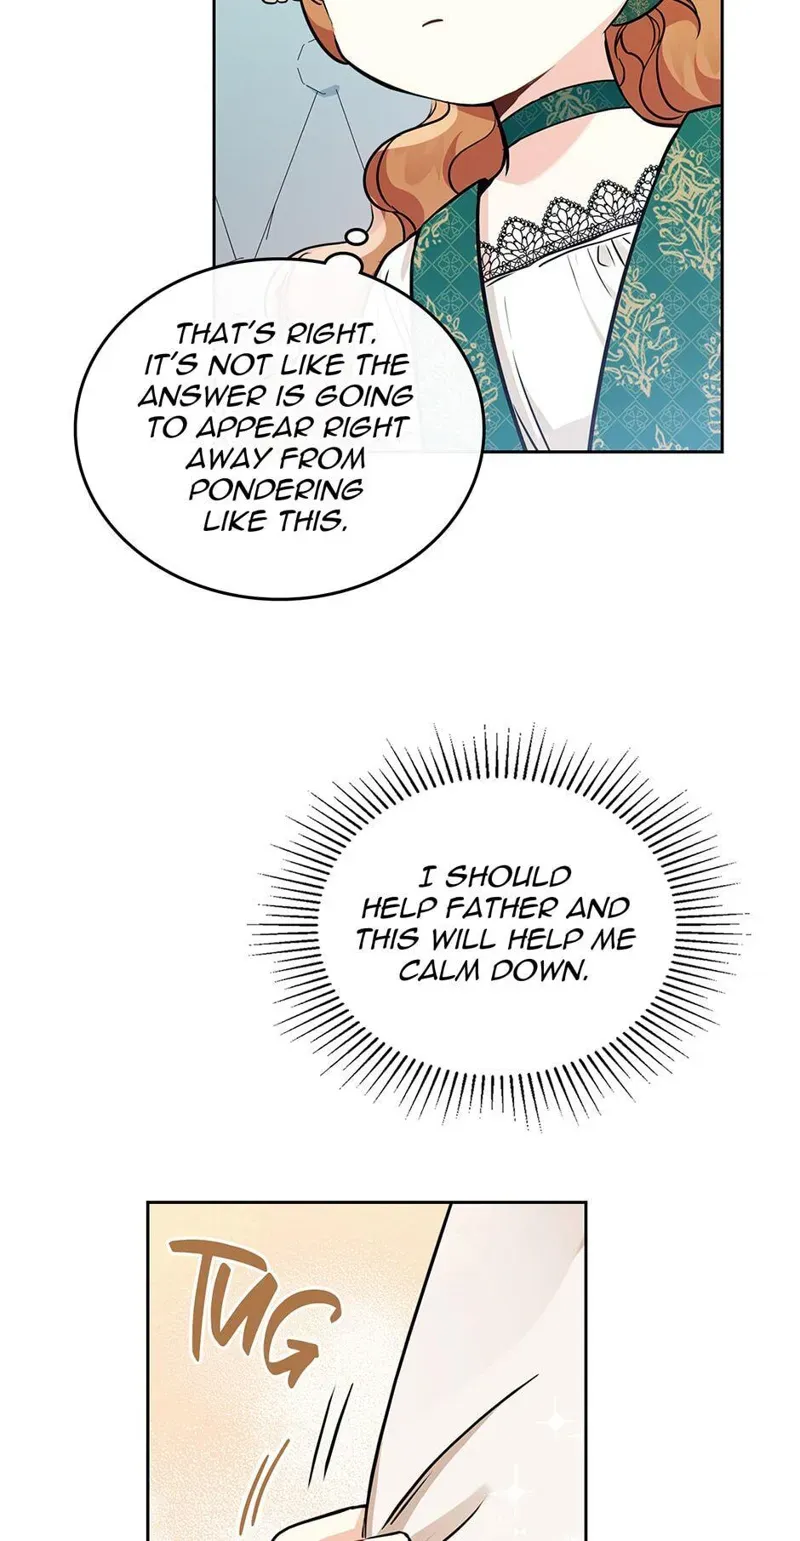 THAT'S RIGHT.
IT'S NOT LIKE THE
ANSWER IS GOING
TO APPEAR RIGHT
AWAY FROM
PONDERING
LIKE THIS.
I SHOULD
HELP FATHER AND
THIS WILL HELP ME
CALM DOWN.
TUG